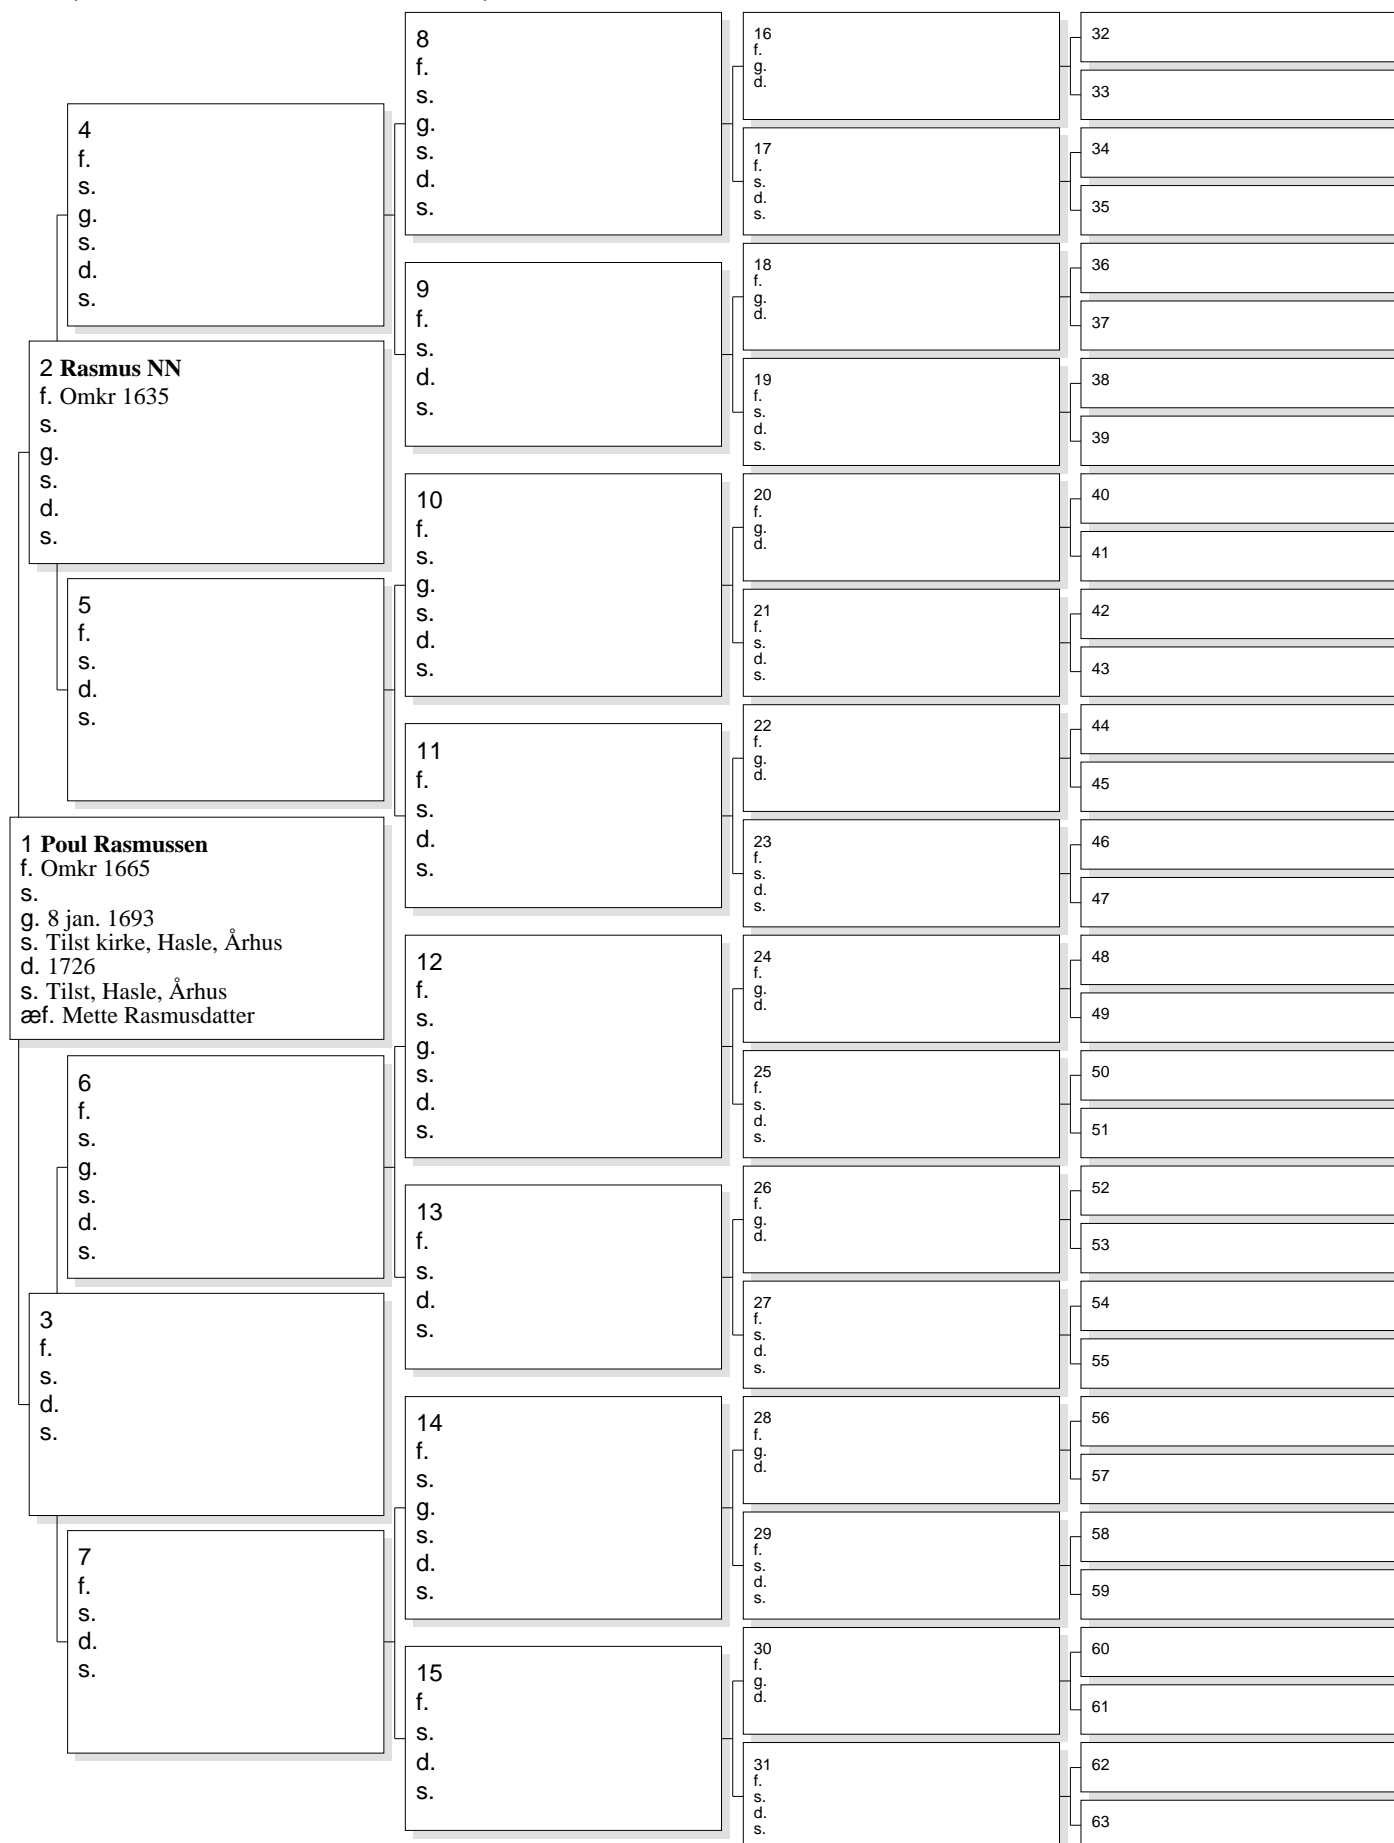 8
f.
s.
g.
s.
d.
s.
16
f.
g.
d.
32
33
4
f.
s.
g.
s.
d.
s.
17
f.
s.
d.
s.
34
35
9
f.
s.
d.
s.
18
f.
g.
d.
36
37
2 Rasmus NN
f. Omkr 1635
s.
g.
s.
d.
s.
19
f.
s.
d.
s.
38
39
10
f.
s.
g.
s.
d.
s.
20
f.
g.
d.
40
41
5
f.
s.
d.
s.
21
f.
s.
d.
s.
42
43
11
f.
s.
d.
s.
22
f.
g.
d.
44
45
1 Poul Rasmussen
f. Omkr 1665
s.
g. 8 jan. 1693
s. Tilst kirke, Hasle, Århus
d. 1726
s. Tilst, Hasle, Århus
æf. Mette Rasmusdatter
23
f.
s.
d.
s.
46
47
12
f.
s.
g.
s.
d.
s.
24
f.
g.
d.
48
49
6
f.
s.
g.
s.
d.
s.
25
f.
s.
d.
s.
50
51
13
f.
s.
d.
s.
26
f.
g.
d.
52
53
3
f.
s.
d.
s.
27
f.
s.
d.
s.
54
55
14
f.
s.
g.
s.
d.
s.
28
f.
g.
d.
56
57
7
f.
s.
d.
s.
29
f.
s.
d.
s.
58
59
15
f.
s.
d.
s.
30
f.
g.
d.
60
61
31
f.
s.
d.
s.
62
63